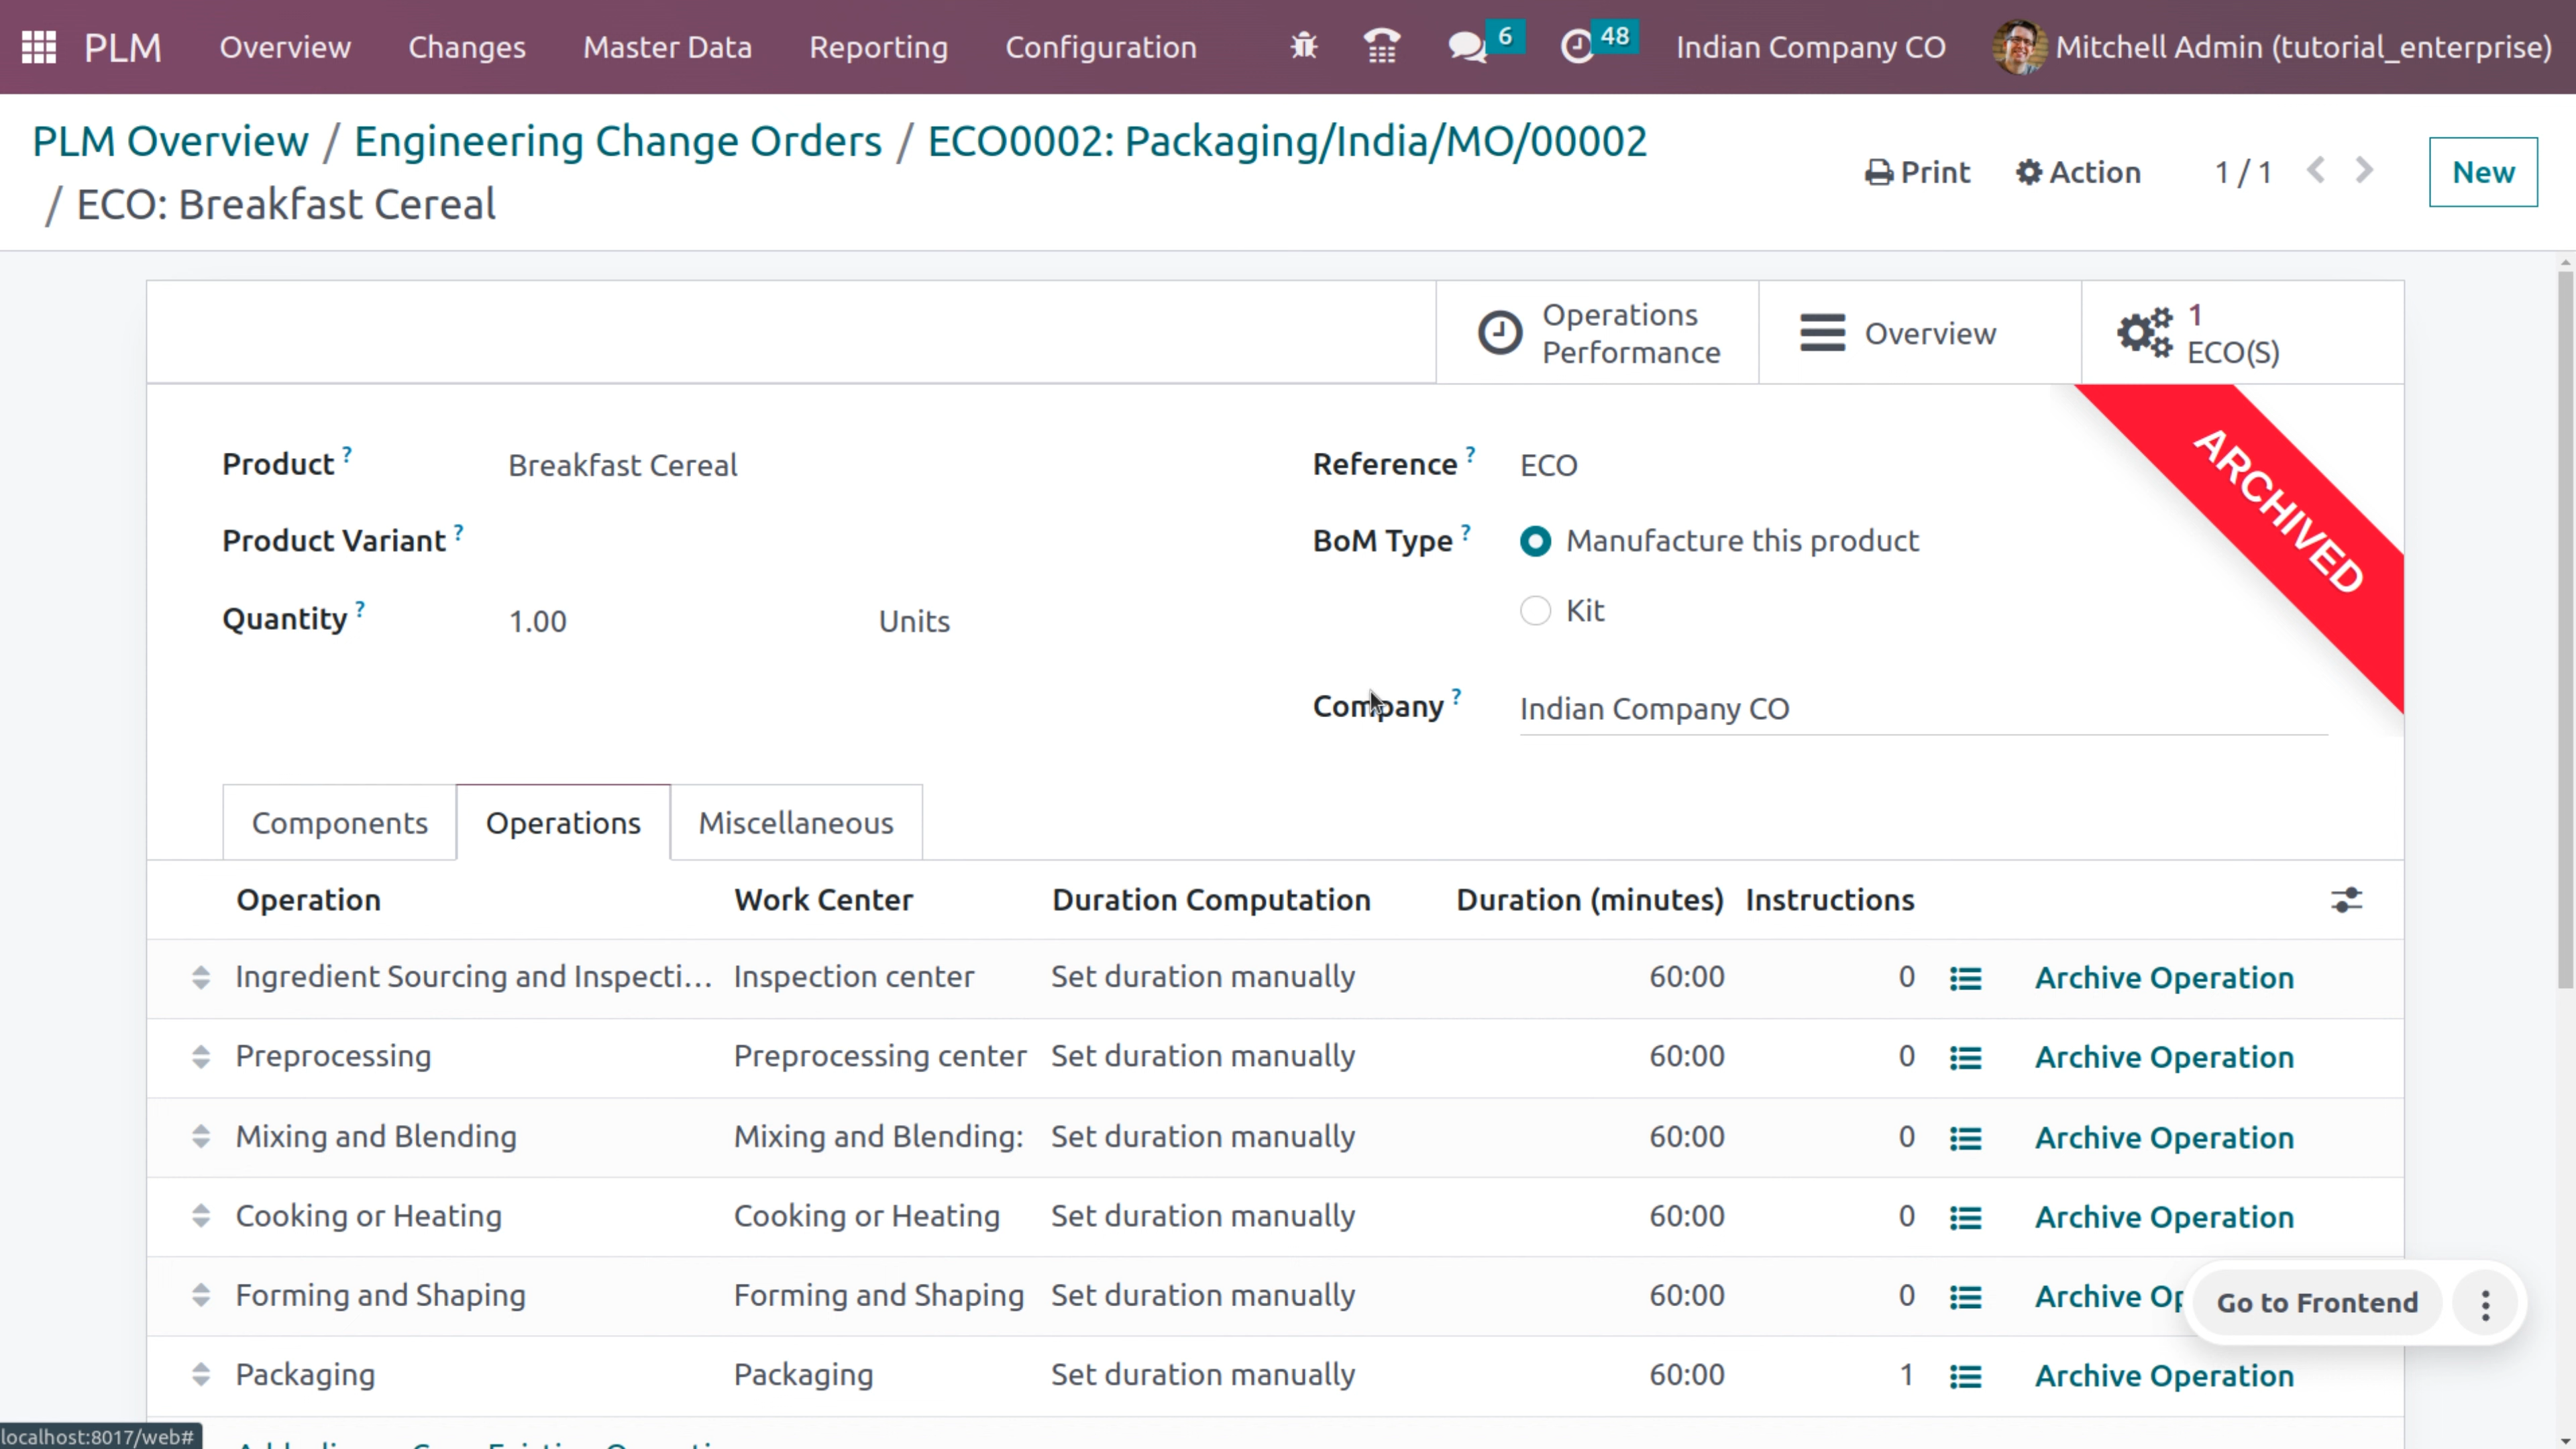 PLM Overview Changes Master Data Reporting Configuration 6 48 Indian Company CO Mitchell Admin (tutorial_enterprise)
PLM Overview / Engineering Change Orders / ECO0002: Packaging/India/MO/00002
/ ECO: Breakfast Cereal
Print Action 1 / 1 New
Operations Performance
Overview
1 ECO(S)
ARCHIVED
Product ? Breakfast Cereal
Reference ? ECO
Product Variant ?
BoM Type ? Manufacture this product
Quantity ? 1.00 Units
Kit
Company ? Indian Company CO
Components Operations Miscellaneous
Operation Work Center Duration Computation Duration (minutes) Instructions
Ingredient Sourcing and Inspecti... Inspection center Set duration manually 60:00 0 Archive Operation
Preprocessing Preprocessing center Set duration manually 60:00 0 Archive Operation
Mixing and Blending Mixing and Blending: Set duration manually 60:00 0 Archive Operation
Cooking or Heating Cooking or Heating Set duration manually 60:00 0 Archive Operation
Forming and Shaping Forming and Shaping Set duration manually 60:00 0 Archive Op
Go to Frontend
Packaging Packaging Set duration manually 60:00 1 Archive Operation
localhost:8017/web#